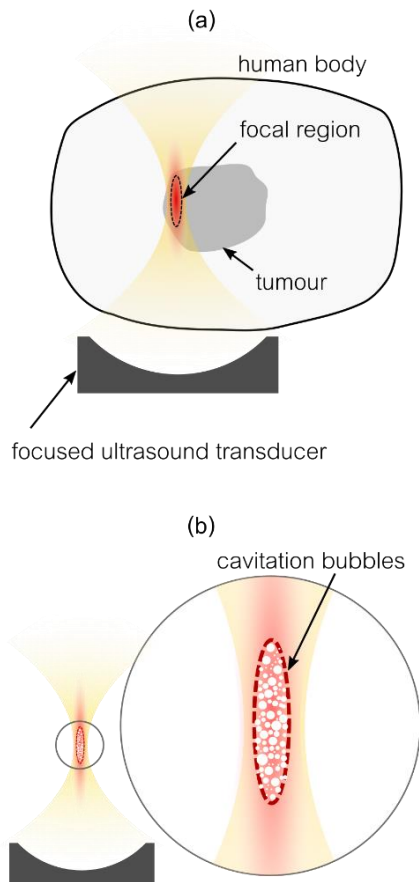 (a)
human body
focal region
tumour
focused ultrasound transducer
(b)
cavitation bubbles